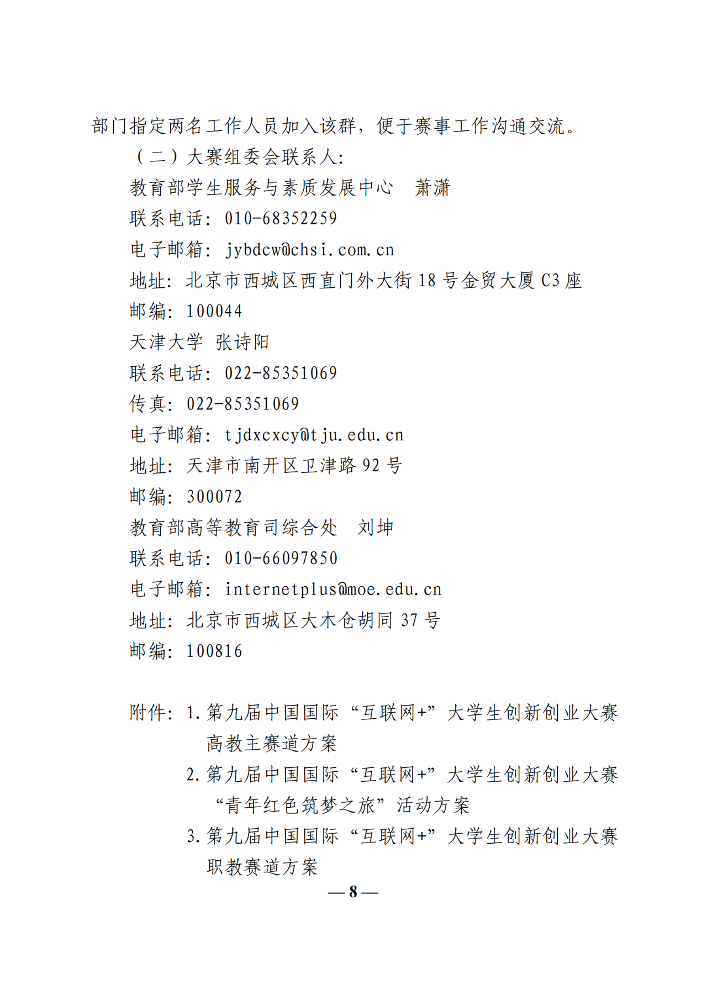 部门指定两名工作人员加入该群，便于赛事工作沟通交流。
（二）大赛组委会联系人：
教育部学生服务与素质发展中心　萧潇
联系电话：010-68352259
电子邮箱：jybdcw@chsi.com.cn
地址：北京市西城区西直门外大街 18 号金贸大厦 C3 座
邮编：100044
天津大学 张诗阳
联系电话：022-85351069
传真：022-85351069
电子邮箱：tjdxcxcy@tju.edu.cn
地址：天津市南开区卫津路 92 号
邮编：300072
教育部高等教育司综合处　刘坤
联系电话：010-66097850
电子邮箱：internetplus@moe.edu.cn
地址：北京市西城区大木仓胡同 37 号
邮编：100816
附件：1.第九届中国国际“互联网+”大学生创新创业大赛
高教主赛道方案
2.第九届中国国际“互联网+”大学生创新创业大赛
“青年红色筑梦之旅”活动方案
3.第九届中国国际“互联网+”大学生创新创业大赛
职教赛道方案
— 8 —